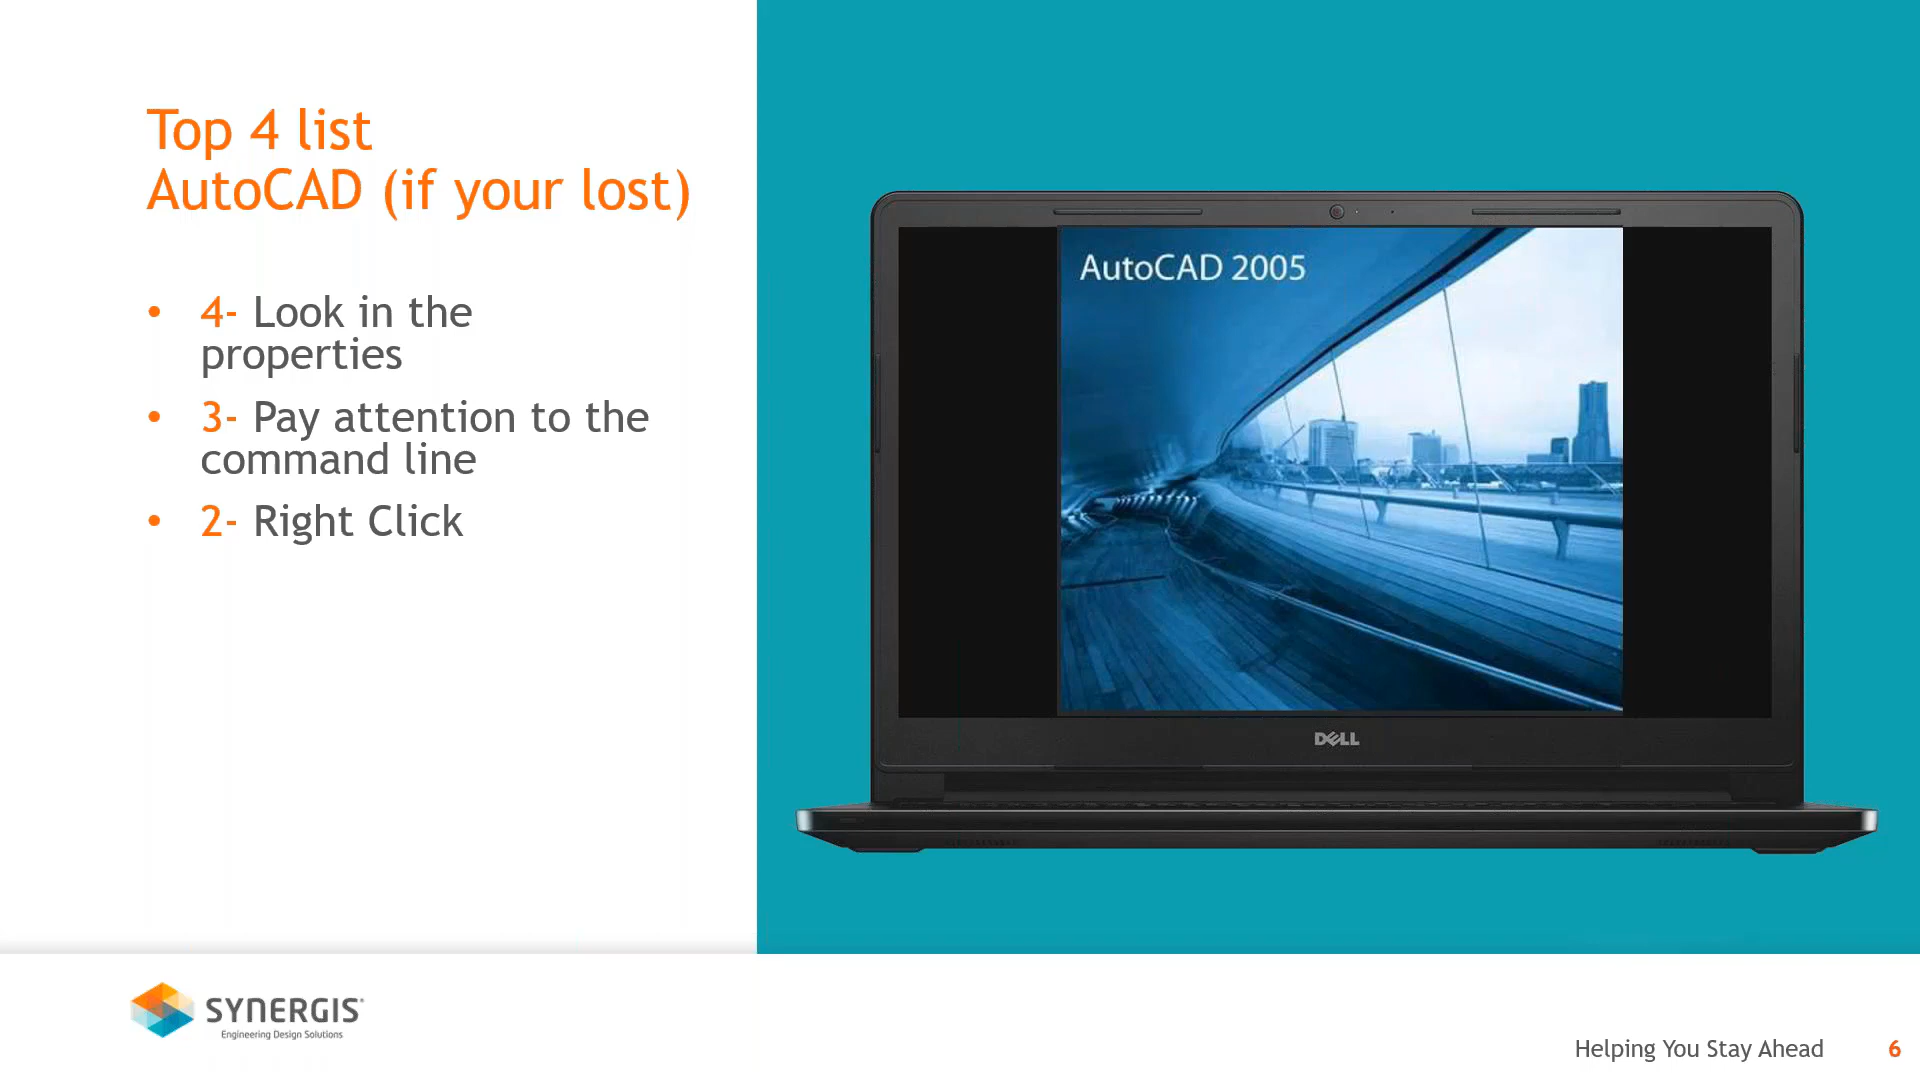 Top 4 list
AutoCAD (if your lost)
• 4- Look in the
properties
• 3- Pay attention to the
command line
• 2- Right Click
AutoCAD 2005
DELL
SYNERGIS®
Engineering Design Solutions
Helping You Stay Ahead
6